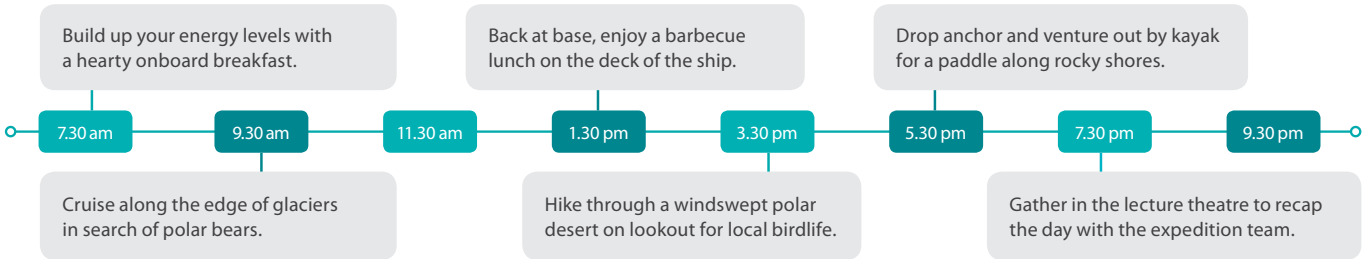 Build up your energy levels with
a hearty onboard breakfast.
Back at base, enjoy a barbecue
lunch on the deck of the ship.
Drop anchor and venture out by kayak
for a paddle along rocky shores.
7.30 am 9.30 am 11.30 am 1.30 pm 3.30 pm 5.30 pm 7.30 pm 9.30 pm
Cruise along the edge of glaciers
in search of polar bears.
Hike through a windswept polar
desert on lookout for local birdlife.
Gather in the lecture theatre to recap
the day with the expedition team.